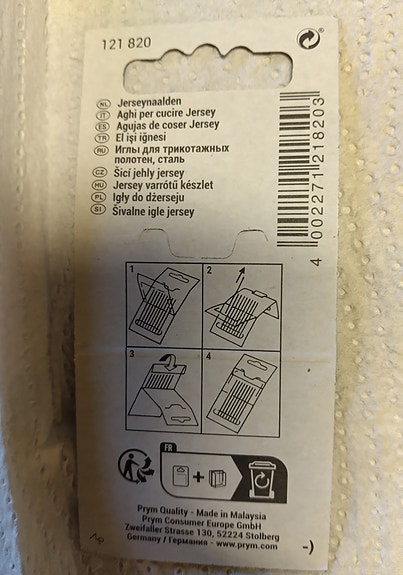 121 820
NL Jerseynaalden
IT Aghi per cucire Jersey
ES Agujas de coser Jersey
TR El işi iğnesi
RU Иглы для трикотажных
полотен, сталь
CZ Šicí jehly jersey
HU Jersey varrótű készlet
PL Igły do dżerseju
SI Šivalne igle jersey
4 002271 218203
1
2
3
4
FR
+
Prym Quality - Made in Malaysia
Prym Consumer Europe GmbH
Zweifaller Strasse 130, 52224 Stolberg
Germany / Германия - www.prym.com
-)